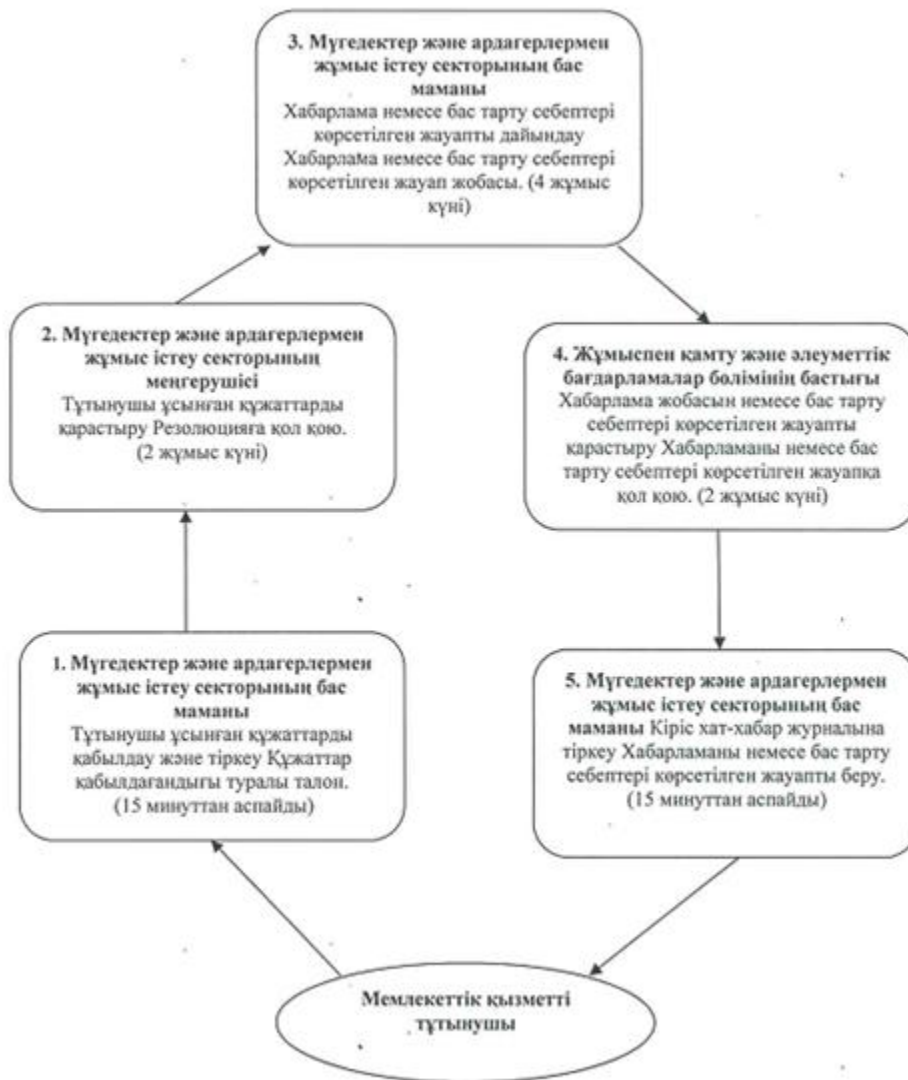 3. Мүгедектер және ардагерлермен
жұмыс істеу секторының бас
маманы
Хабарлама немесе бас тарту себептері
көрсетілген жауапты дайындау
Хабарлама немесе бас тарту себептері
көрсетілген жауап жобасы. (4 жұмыс
күні)
2. Мүгедектер және ардагерлермен
жұмыс істеу секторының
меңгерушісі
Тұтынушы ұсынған құжаттарды
қарастыру Резолюцияға қол қою.
(2 жұмыс күні)
4. Жұмыспен қамту және әлеуметтік
бағдарламалар бөлімінің бастығы
Хабарлама жобасын немесе бас тарту
себептері көрсетілген жауапты
қарастыру Хабарламаны немесе бас
тарту себептері көрсетілген жауапқа
қол қою. (2 жұмыс күні)
1. Мүгедектер және ардагерлермен
жұмыс істеу секторының бас
маманы
Тұтынушы ұсынған құжаттарды
қабылдау және тіркеу Құжаттар
қабылдағандығы туралы талон.
(15 минуттан аспайды)
5. Мүгедектер және ардагерлермен
жұмыс істеу секторының бас
маманы Кіріс хат-хабар журналына
тіркеу Хабарламаны немесе бас тарту
себептері көрсетілген жауапты беру.
(15 минуттан аспайды)
Мемлекеттік қызметті
тұтынушы